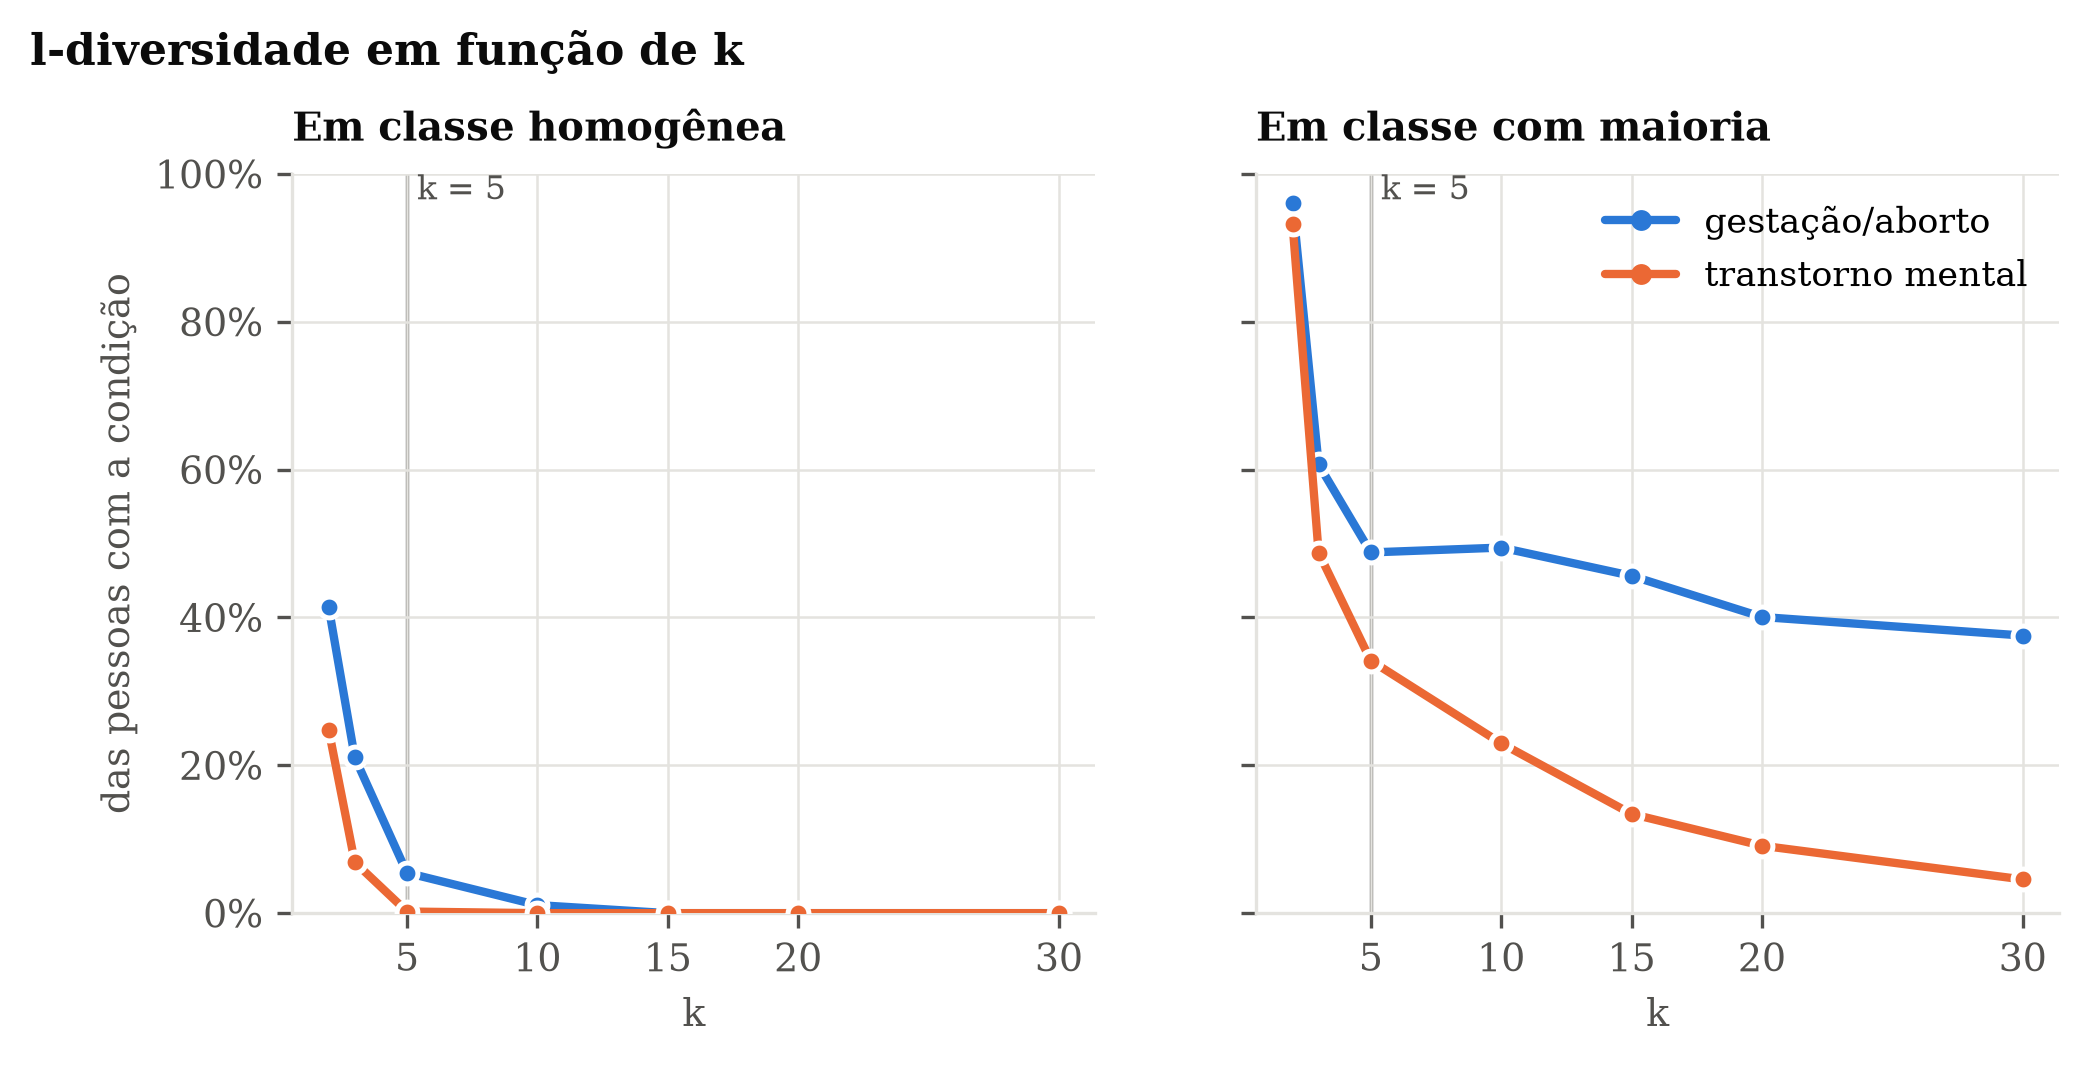 l-diversidade em função de k
Em classe homogênea
das pessoas com a condição
100%
80%
60%
40%
20%
0%
k = 5
5 10 15 20 30
k
Em classe com maioria
k = 5
gestação/aborto
transtorno mental
5 10 15 20 30
k